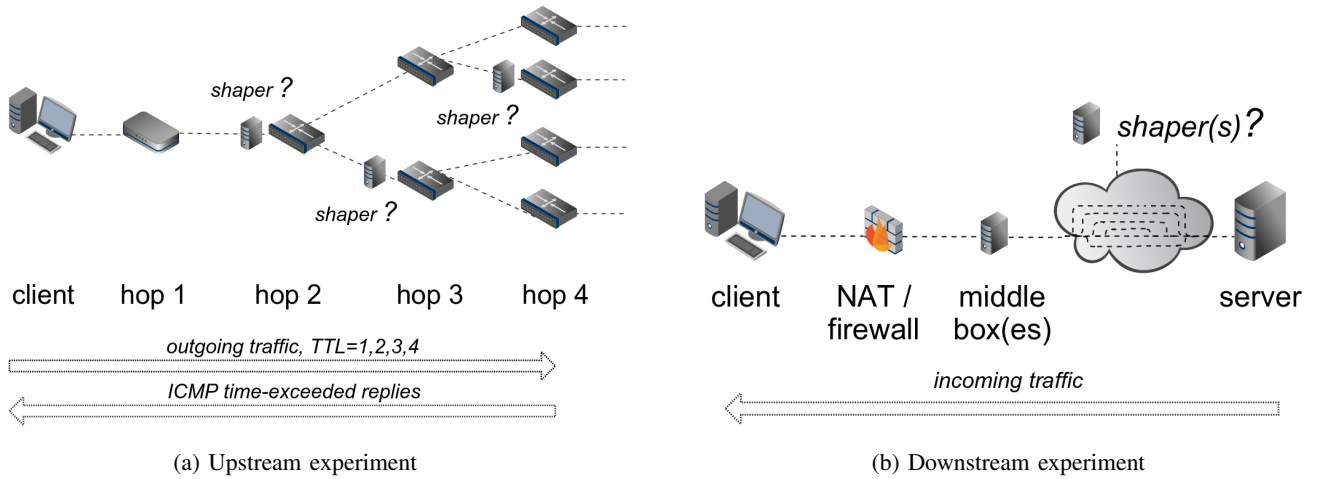 shaper ?
shaper ?
shaper ?
client
hop 1
hop 2
hop 3
hop 4
outgoing traffic, TTL=1,2,3,4
ICMP time-exceeded replies
(a) Upstream experiment
shaper(s)?
client
NAT /
firewall
middle
box(es)
server
incoming traffic
(b) Downstream experiment